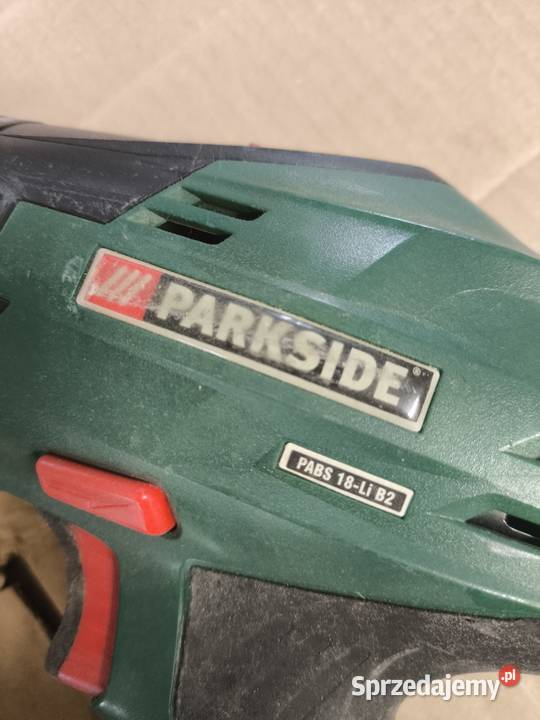 PARKSIDE®
PABS 18-Li B2
Sprzedajemy.pl